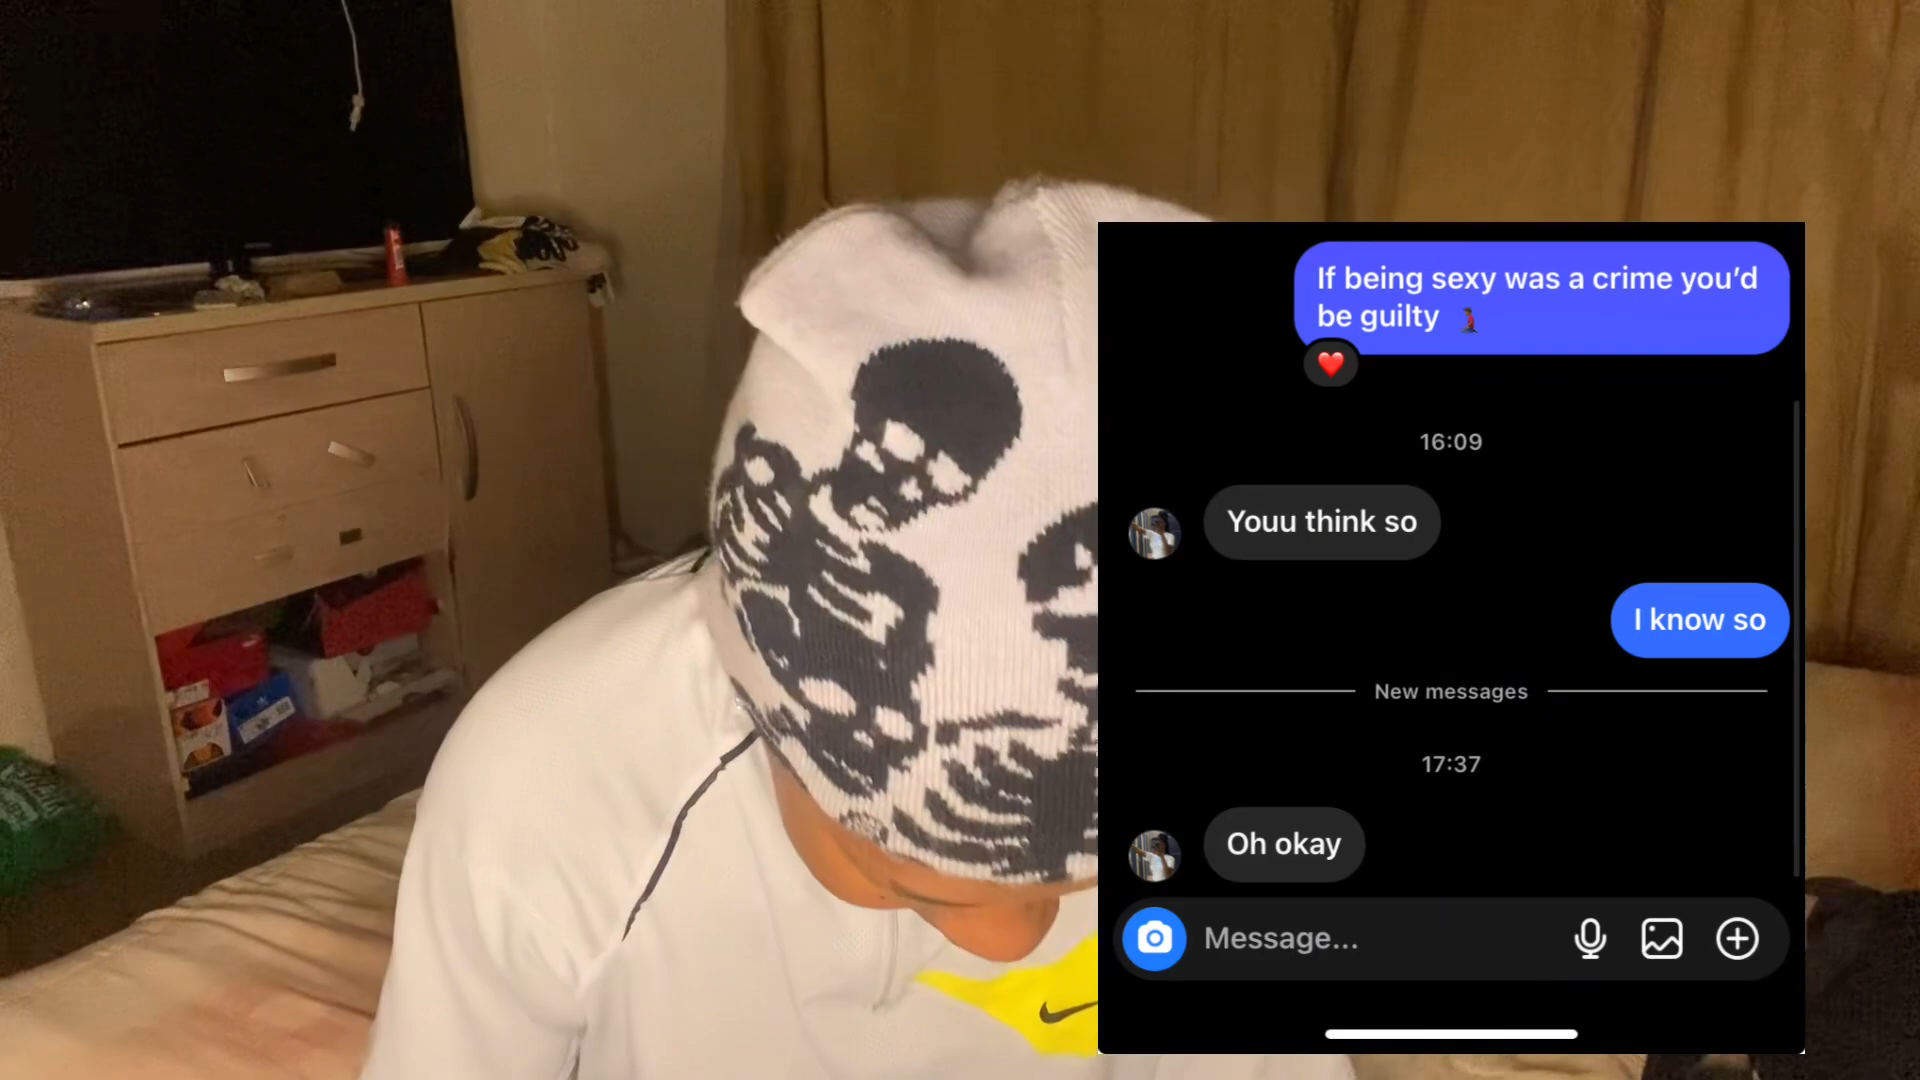 If being sexy was a crime you'd
be guilty
16:09
Youu think so
I know so
New messages
17:37
Oh okay
Message...